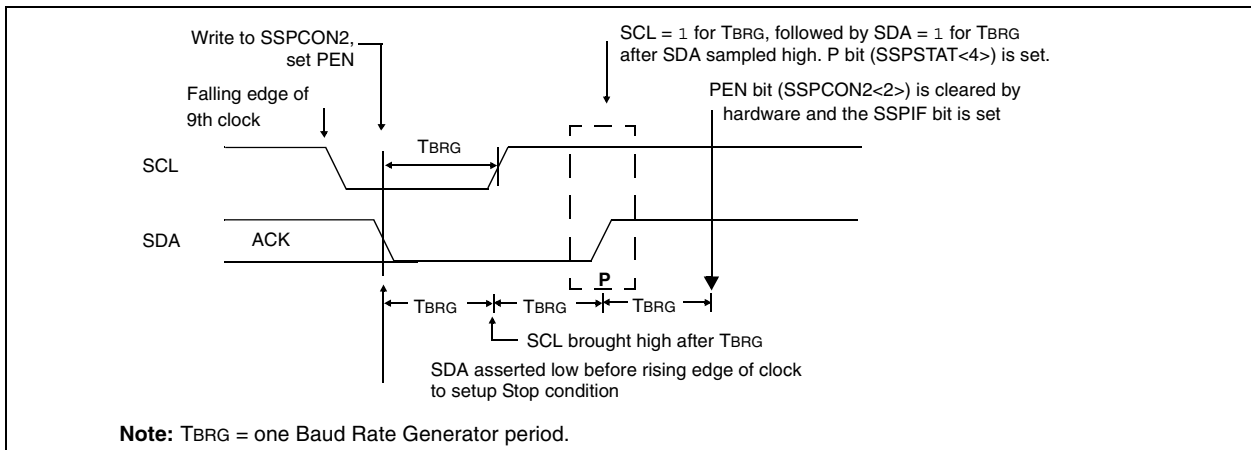 Write to SSPCON2,
set PEN
SCL = 1 for TBRG, followed by SDA = 1 for TBRG
after SDA sampled high. P bit (SSPSTAT<4>) is set.
Falling edge of
9th clock
PEN bit (SSPCON2<2>) is cleared by
hardware and the SSPIF bit is set
TBRG
SCL
SDA
ACK
P
TBRG
TBRG
TBRG
SCL brought high after TBRG
SDA asserted low before rising edge of clock
to setup Stop condition
Note: TBRG = one Baud Rate Generator period.